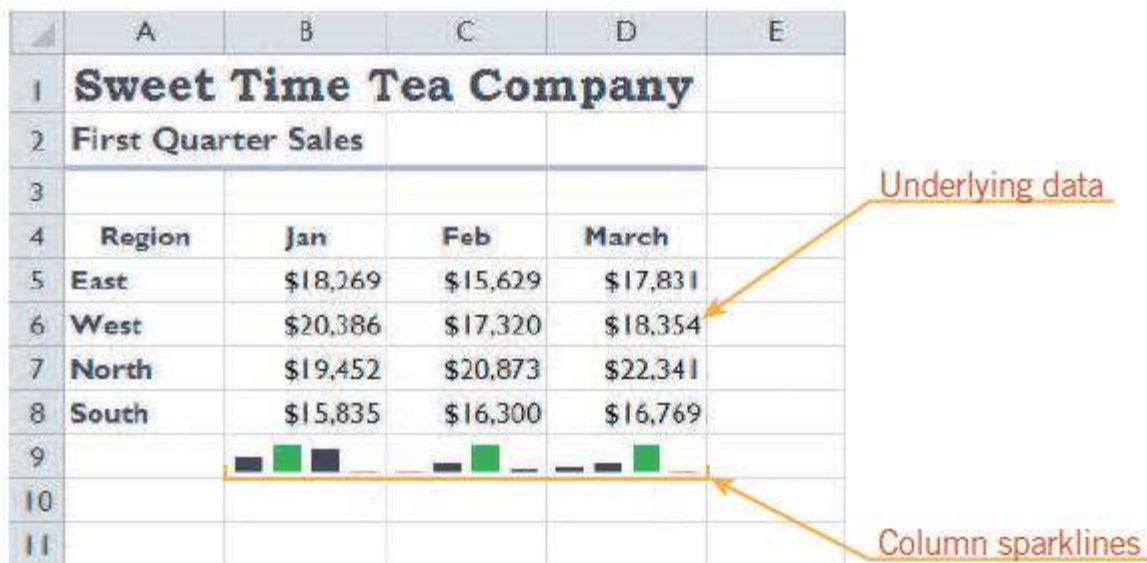 A B C D E
1 Sweet Time Tea Company
2 First Quarter Sales
3
Underlying data
4 Region Jan Feb March
5 East $18,269 $15,629 $17,831
6 West $20,386 $17,320 $18,354
7 North $19,452 $20,873 $22,341
8 South $15,835 $16,300 $16,769
9
10
11
Column sparklines